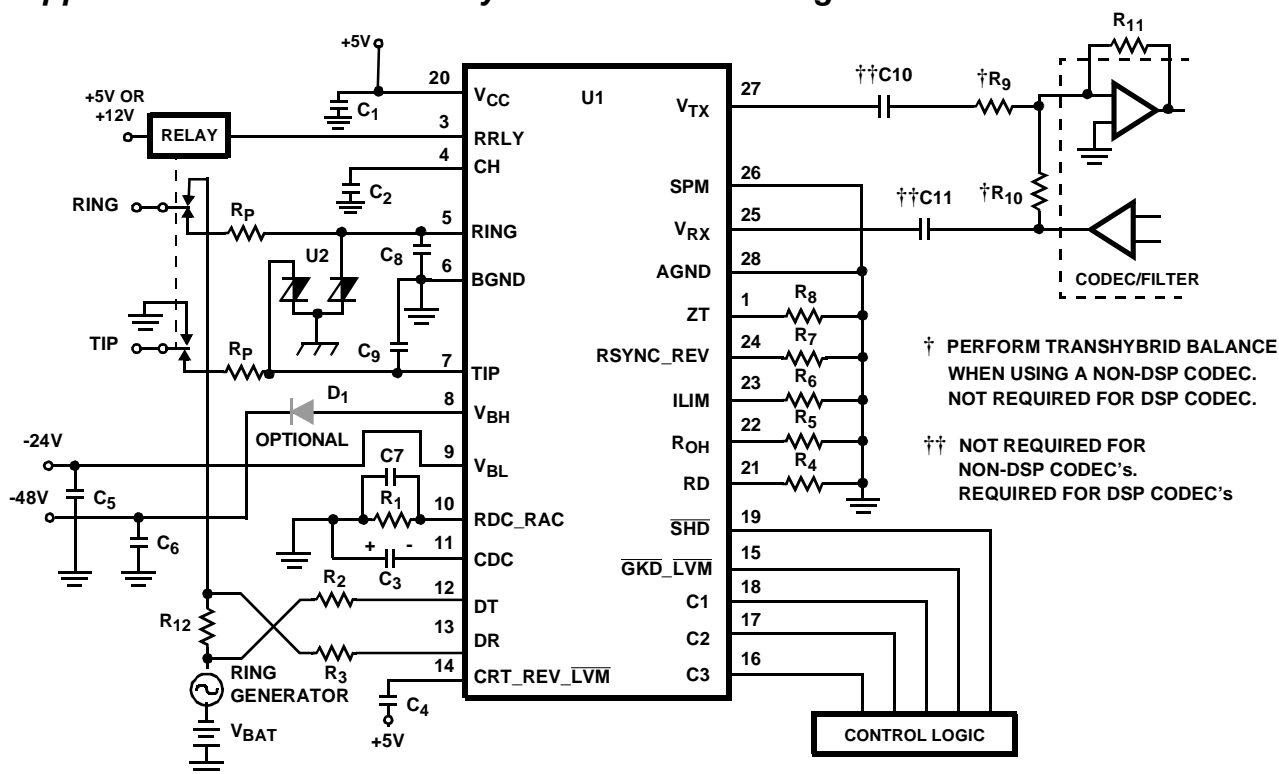 +5V
+5V OR
+12V
RELAY
C1
20
VCC
U1
3
RRLY
4
CH
C2
RING
RP
5
RING
U2
C8
6
BGND
TIP
RP
C9
7
TIP
D1
8
VBH
OPTIONAL
-24V
9
VBL
C7
-48V
C5
R1
10
RDC_RAC
C6
+ -
11
CDC
C3
R2
12
DT
R12
13
DR
R3
RING
GENERATOR
14
CRT_REV_LVM
C4
+5V
VBAT
VTX
27
SPM
26
VRX
25
AGND
28
ZT
1
R8
RSYNC_REV
24
R7
ILIM
23
R6
ROH
22
R5
RD
21
R4
SHD
19
GKD_LVM
15
C1
18
C2
17
C3
16
CONTROL LOGIC
††C10
†R9
R11
†R10
††C11
CODEC/FILTER
† PERFORM TRANSHYBRID BALANCE
WHEN USING A NON-DSP CODEC.
NOT REQUIRED FOR DSP CODEC.
†† NOT REQUIRED FOR
NON-DSP CODEC's.
REQUIRED FOR DSP CODEC's